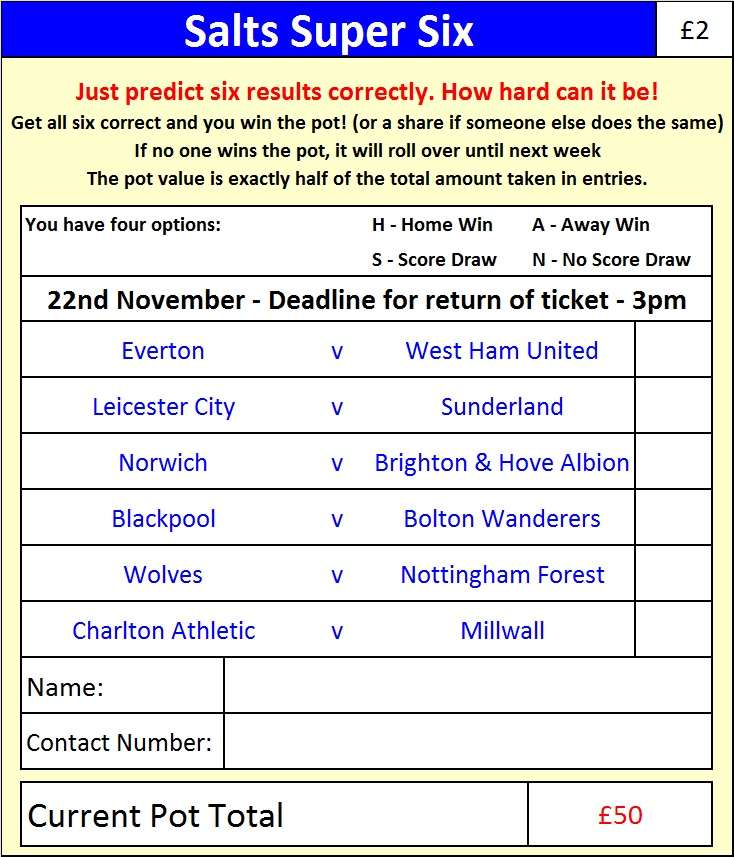 Salts Super Six £2
Just predict six results correctly. How hard can it be!
Get all six correct and you win the pot! (or a share if someone else does the same)
If no one wins the pot, it will roll over until next week
The pot value is exactly half of the total amount taken in entries.
You have four options: H - Home Win A - Away Win
S - Score Draw N - No Score Draw
22nd November - Deadline for return of ticket - 3pm
Everton v West Ham United
Leicester City v Sunderland
Norwich v Brighton & Hove Albion
Blackpool v Bolton Wanderers
Wolves v Nottingham Forest
Charlton Athletic v Millwall
Name:
Contact Number:
Current Pot Total £50